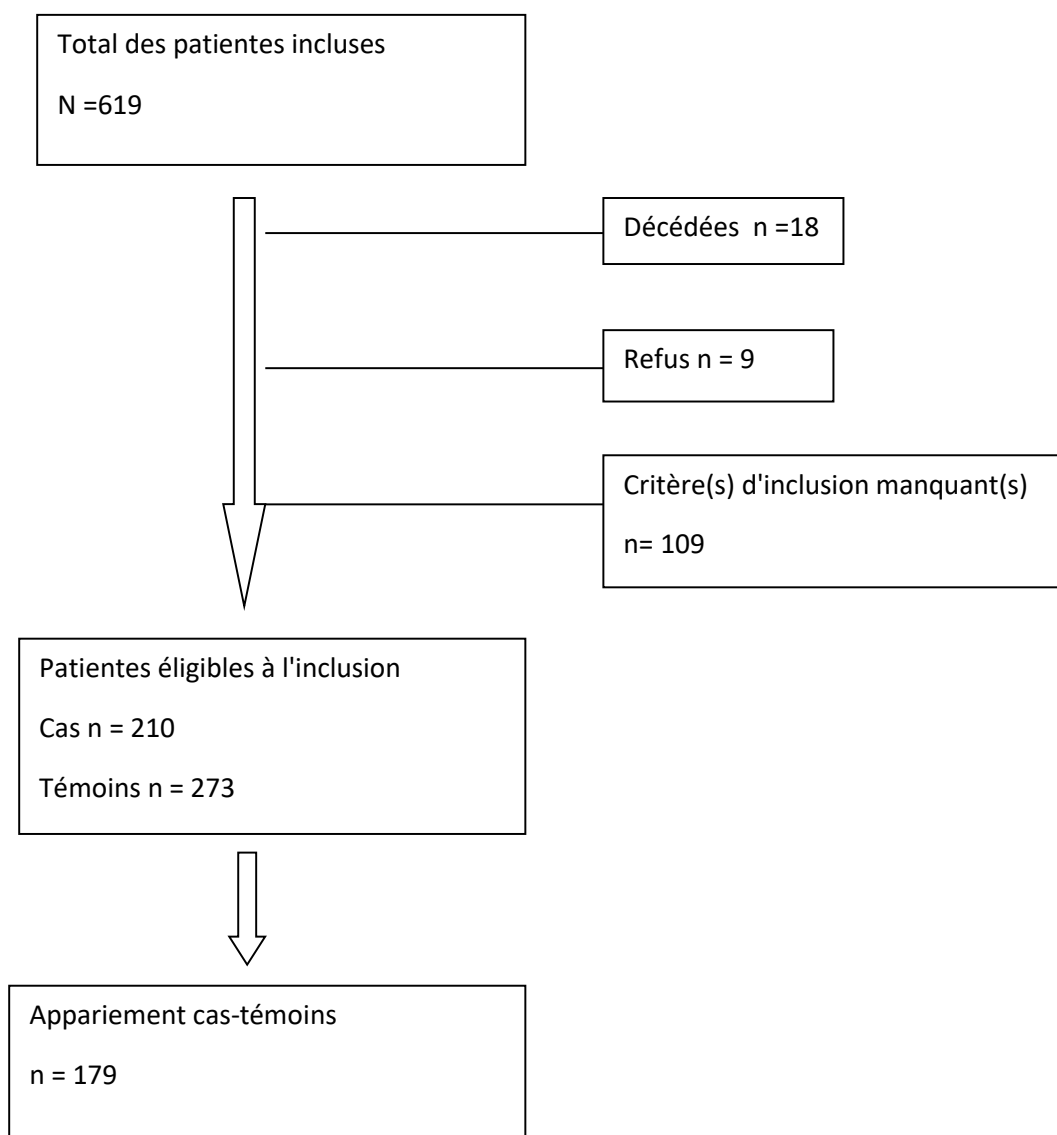 Total des patientes incluses
N =619
Décédées n =18
Refus n = 9
Critère(s) d'inclusion manquant(s)
n= 109
Patientes éligibles à l'inclusion
Cas n = 210
Témoins n = 273
Appariement cas-témoins
n = 179